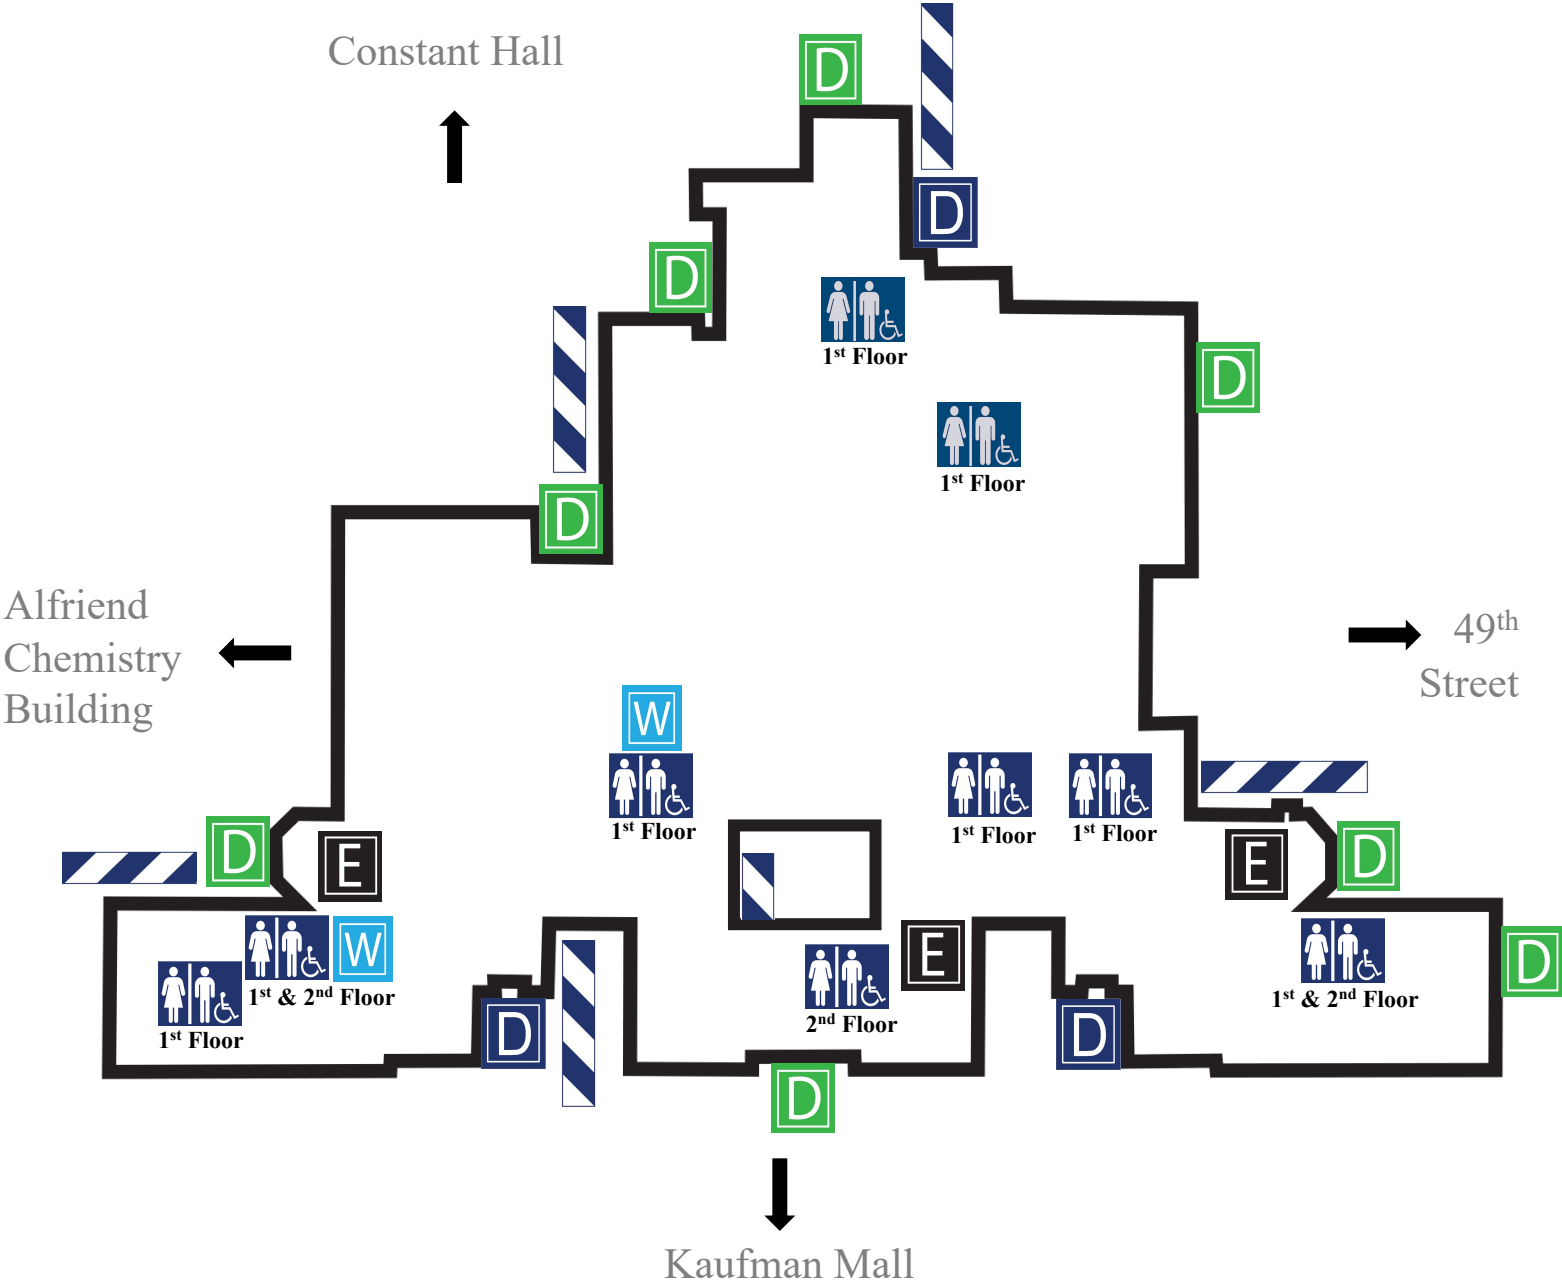 Constant Hall
D
D
D
1st Floor
D
1st Floor
D
Alfriend
Chemistry
Building
49th
Street
W
1st Floor
1st Floor
1st Floor
D
E
E
D
W
1st & 2nd Floor
1st Floor
E
2nd Floor
1st & 2nd Floor
D
D
D
D
Kaufman Mall